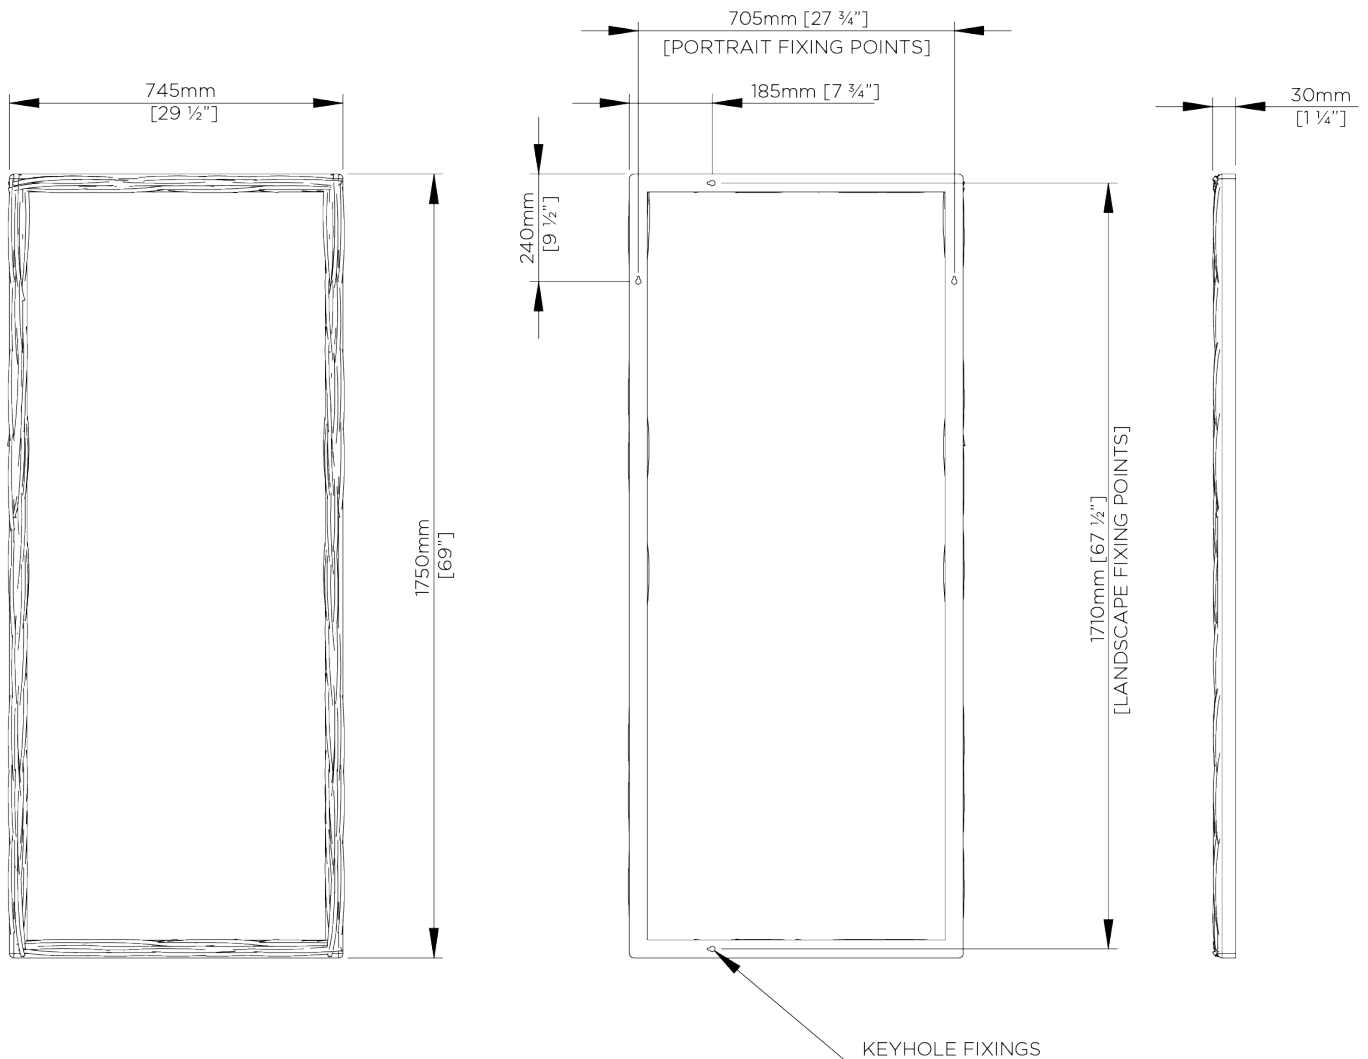 705mm [27 ¾”]
[PORTRAIT FIXING POINTS]
745mm
[29 ½”]
185mm [7 ¾”]
30mm
[1 ¼”]
240mm
[9 ½”]
1750mm
[69”]
1710mm [67 ½”]
[LANDSCAPE FIXING POINTS]
KEYHOLE FIXINGS